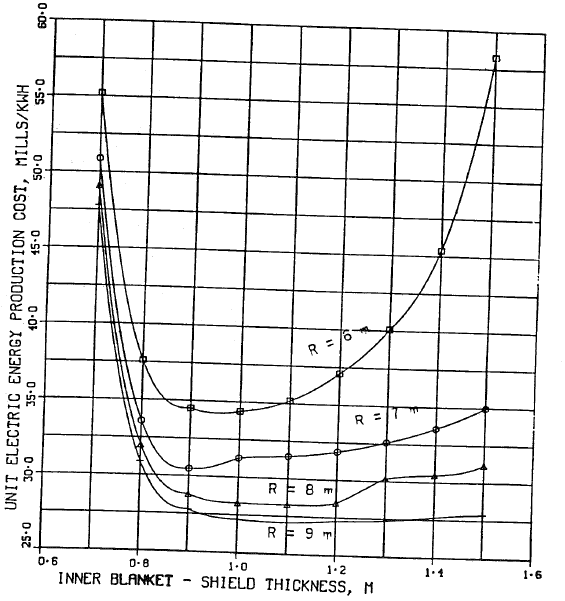 UNIT ELECTRIC ENERGY PRODUCTION COST, MILLS/KWH
60.0
55.0
50.0
45.0
40.0
35.0
30.0
25.0
R = 6 m
R = 7 m
R = 8 m
R = 9 m
0.6 0.8 1.0 1.2 1.4 1.6
INNER BLANKET - SHIELD THICKNESS, M